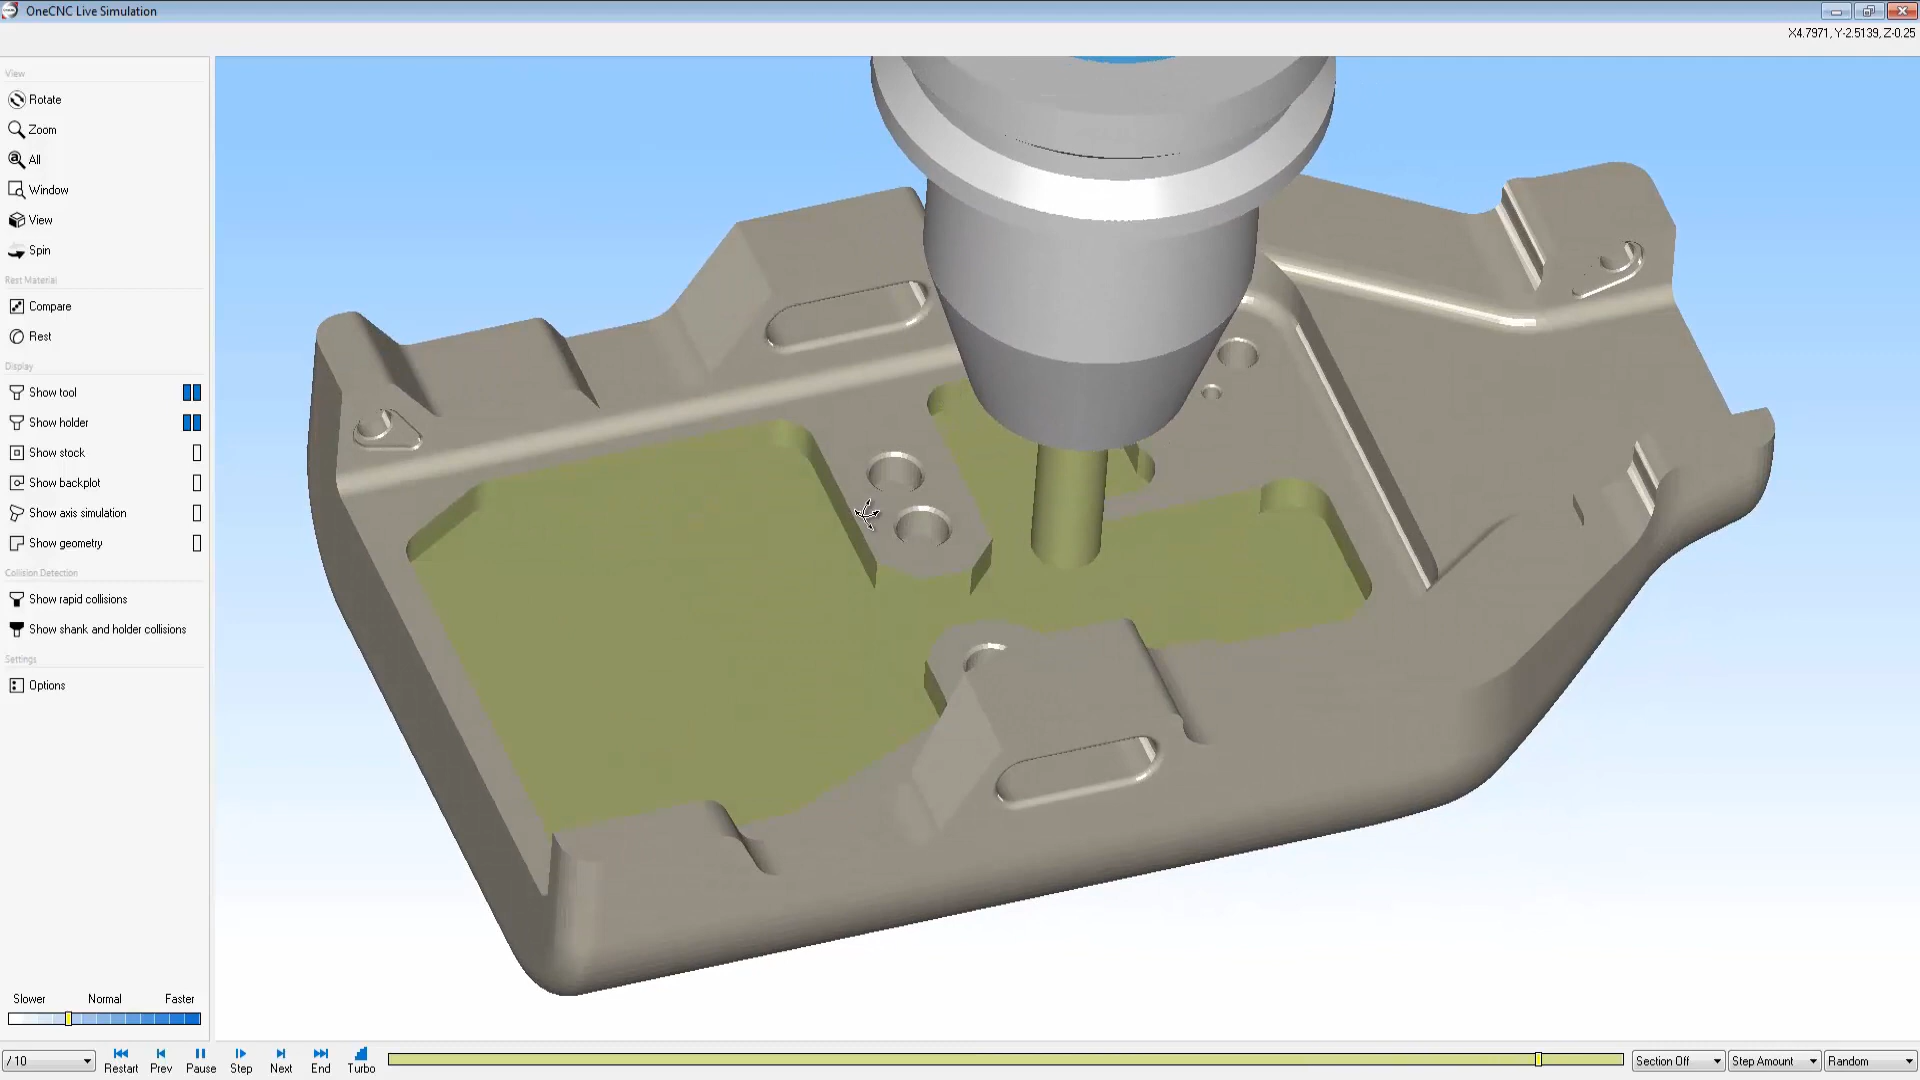 OneCNC Live Simulation
X4.7971, Y-2.5139, Z-0.25
View
Rotate
Zoom
All
Window
View
Spin
Rest Material
Compare
Rest
Display
Show tool
Show holder
Show stock
Show backplot
Show axis simulation
Show geometry
Collision Detection
Show rapid collisions
Show shank and holder collisions
Settings
Options
Slower Normal Faster
/ 10
Restart Prev Pause Step Next End Turbo
Section Off Step Amount Random